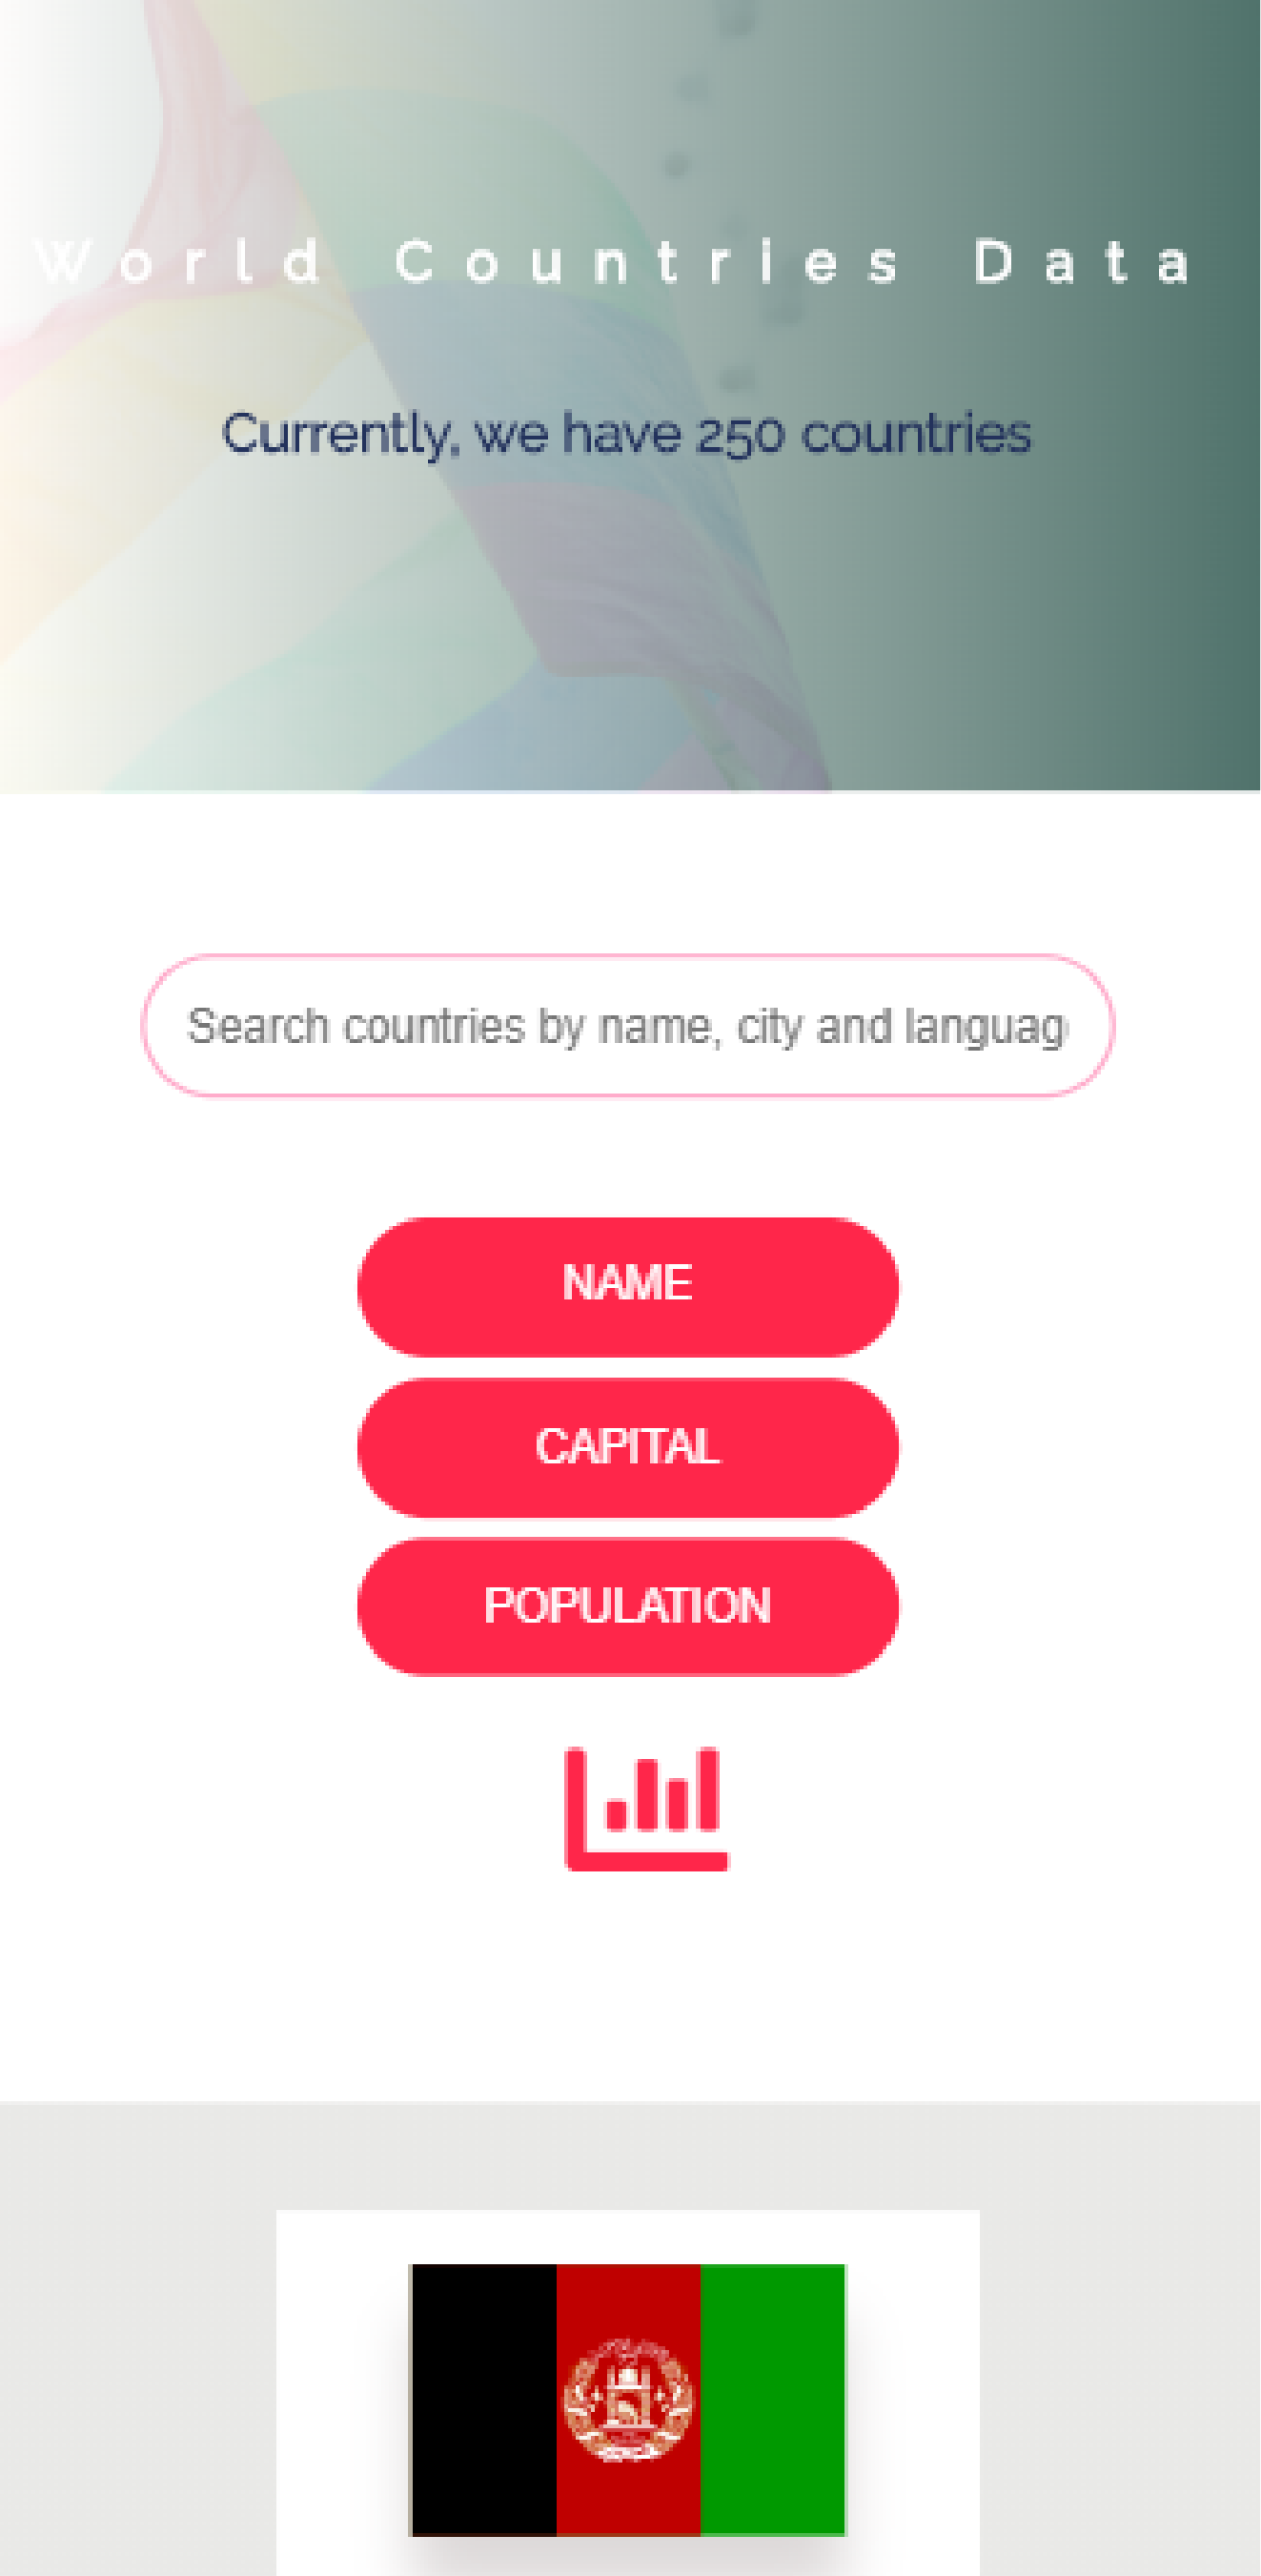 World Countries Data
Currently, we have 250 countries
Search countries by name, city and languag
NAME
CAPITAL
POPULATION